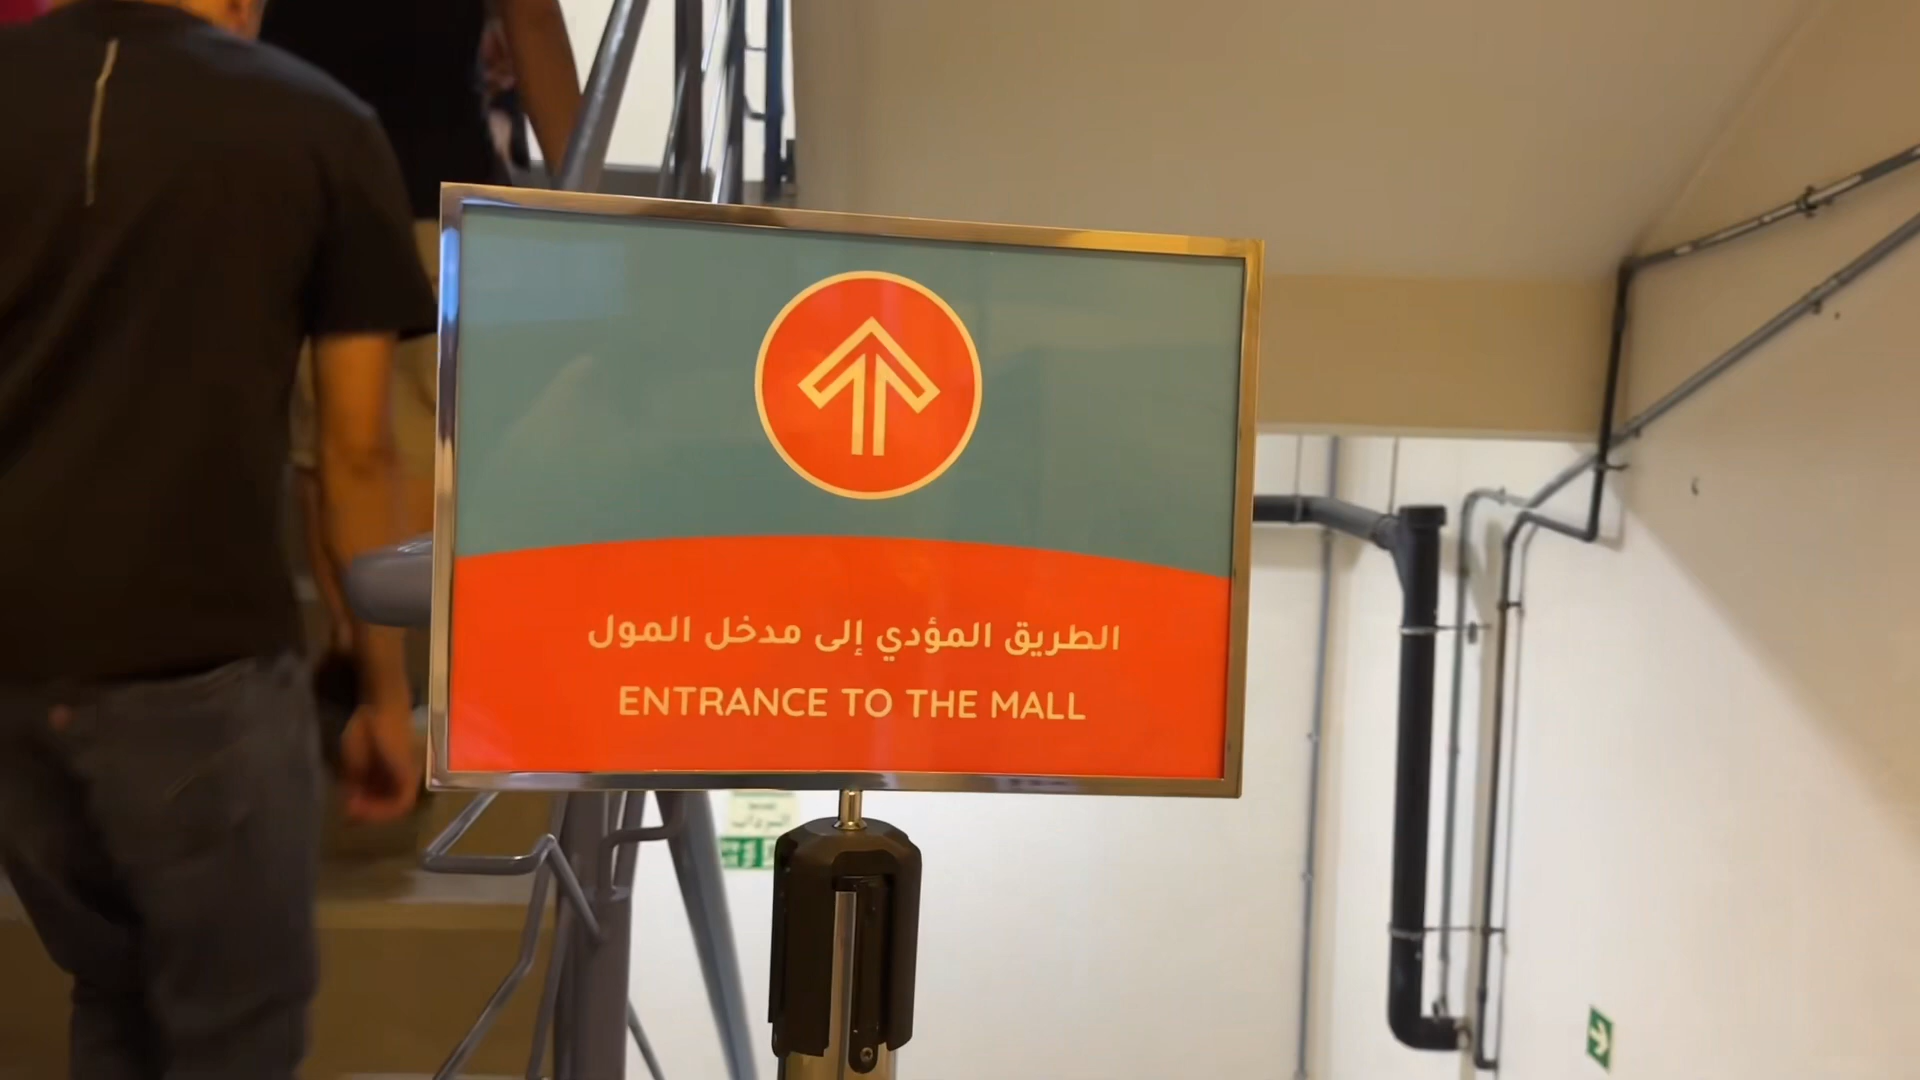 الطريق المؤدي إلى مدخل المول
ENTRANCE TO THE MALL